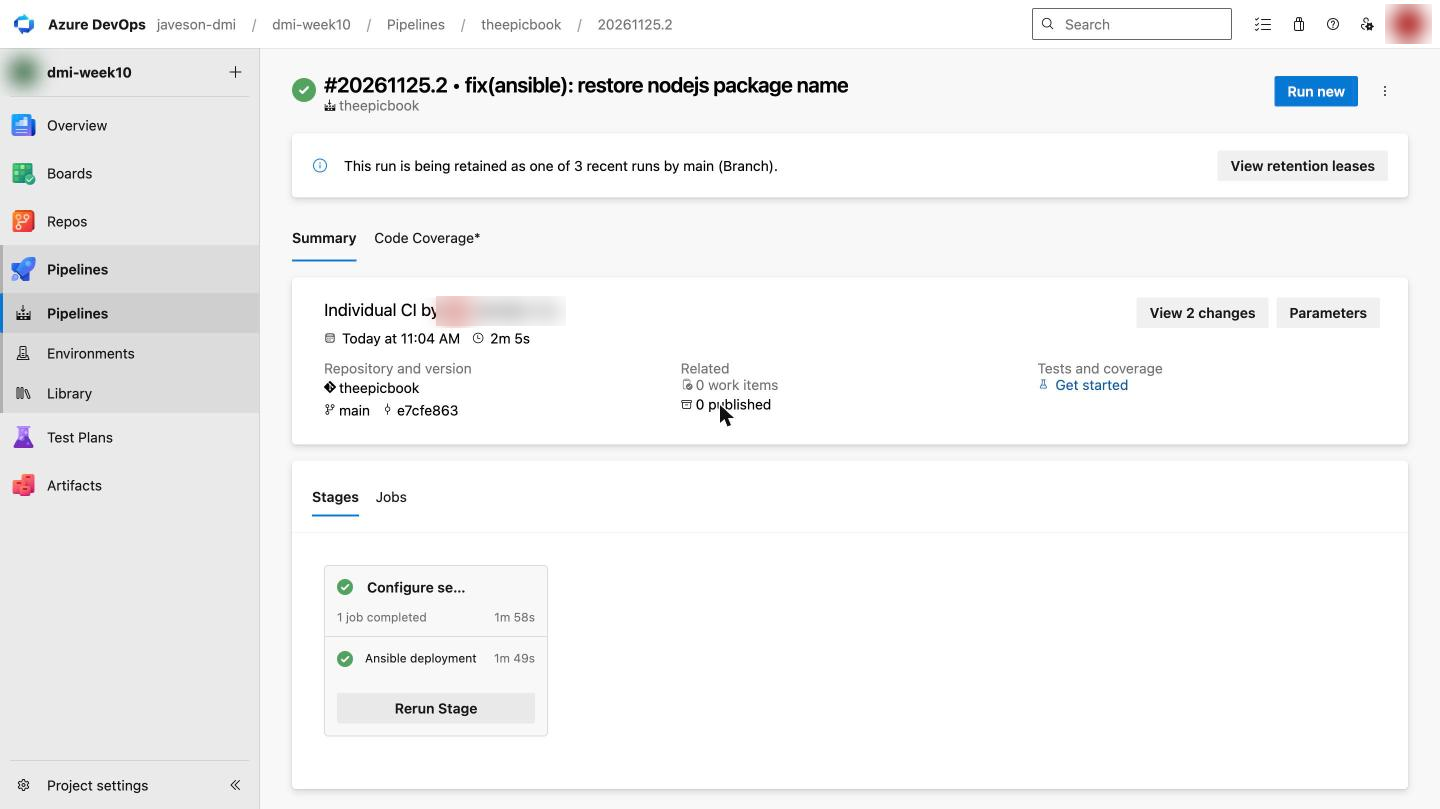 Azure DevOps javeson-dmi / dmi-week10 / Pipelines / theepicbook / 20261125.2 Search
dmi-week10
Overview
Boards
Repos
Pipelines
Pipelines
Environments
Library
Test Plans
Artifacts
Project settings
#20261125.2 • fix(ansible): restore nodejs package name
theepicbook
Run new
This run is being retained as one of 3 recent runs by main (Branch).
View retention leases
Summary Code Coverage*
Individual CI by
View 2 changes Parameters
Today at 11:04 AM 2m 5s
Repository and version Related Tests and coverage
theepicbook 0 work items Get started
main e7cfe863 0 published
Stages Jobs
Configure se...
1 job completed 1m 58s
Ansible deployment 1m 49s
Rerun Stage